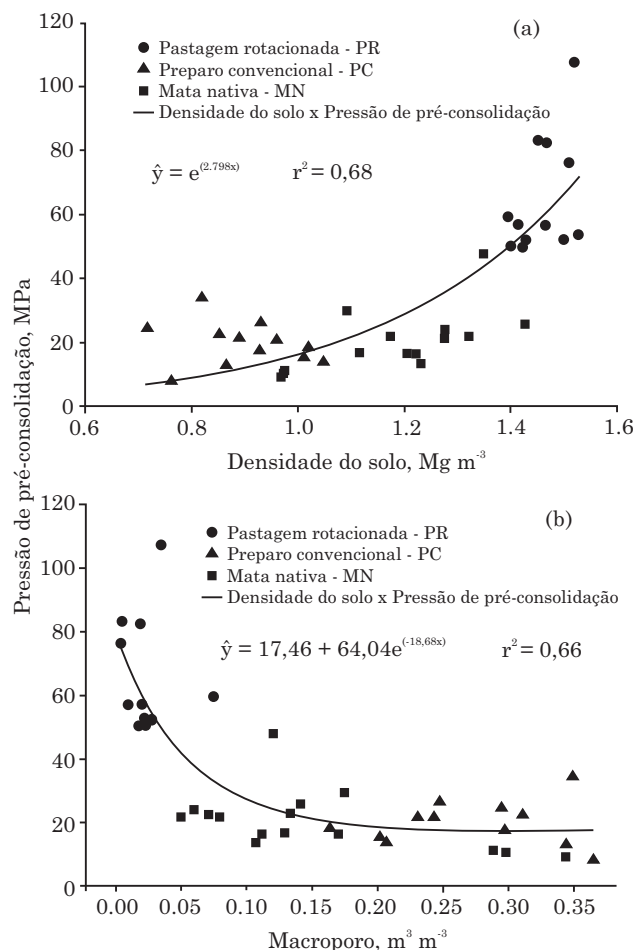 Pressão de pré-consolidação, MPa
120
100
80
60
40
20
0
(a)
Pastagem rotacionada - PR
Preparo convencional - PC
Mata nativa - MN
Densidade do solo x Pressão de pré-consolidação
ŷ = e^(2.798x) r² = 0,68
0.6 0.8 1.0 1.2 1.4 1.6
Densidade do solo, Mg m⁻³
120
100
80
60
40
20
0
(b)
Pastagem rotacionada - PR
Preparo convencional - PC
Mata nativa - MN
Densidade do solo x Pressão de pré-consolidação
ŷ = 17,46 + 64,04e^(-18,68x) r² = 0,66
0.00 0.05 0.10 0.15 0.20 0.25 0.30 0.35
Macroporo, m³ m⁻³